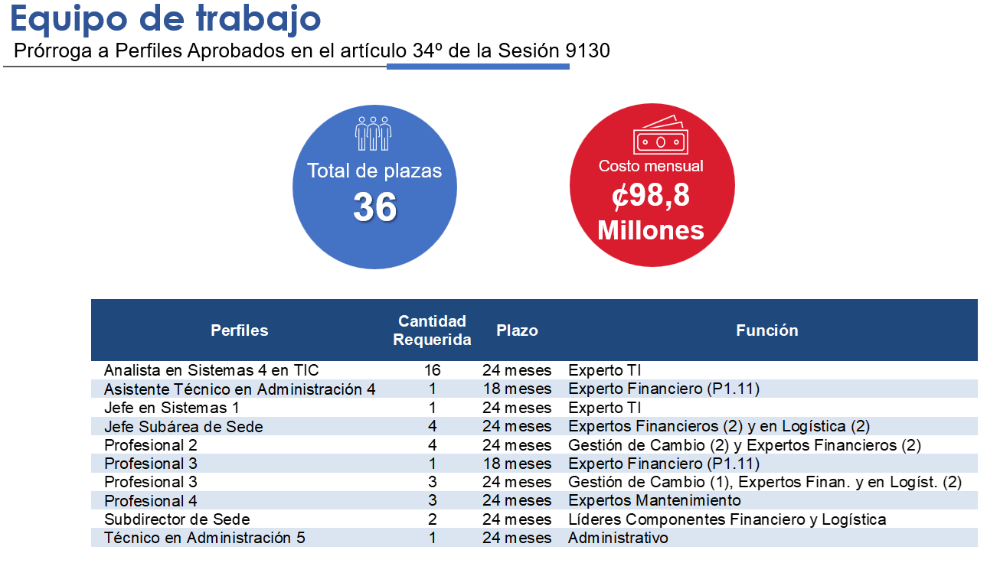 Equipo de trabajo
Prórroga a Perfiles Aprobados en el artículo 34º de la Sesión 9130
Total de plazas
36
Costo mensual
₡98,8
Millones
Perfiles Cantidad Requerida Plazo Función
Analista en Sistemas 4 en TIC 16 24 meses Experto TI
Asistente Técnico en Administración 4 1 18 meses Experto Financiero (P1.11)
Jefe en Sistemas 1 1 24 meses Experto TI
Jefe Subárea de Sede 4 24 meses Expertos Financieros (2) y en Logística (2)
Profesional 2 4 24 meses Gestión de Cambio (2) y Expertos Financieros (2)
Profesional 3 1 18 meses Experto Financiero (P1.11)
Profesional 3 3 24 meses Gestión de Cambio (1), Expertos Finan. y en Logíst. (2)
Profesional 4 3 24 meses Expertos Mantenimiento
Subdirector de Sede 2 24 meses Líderes Componentes Financiero y Logística
Técnico en Administración 5 1 24 meses Administrativo